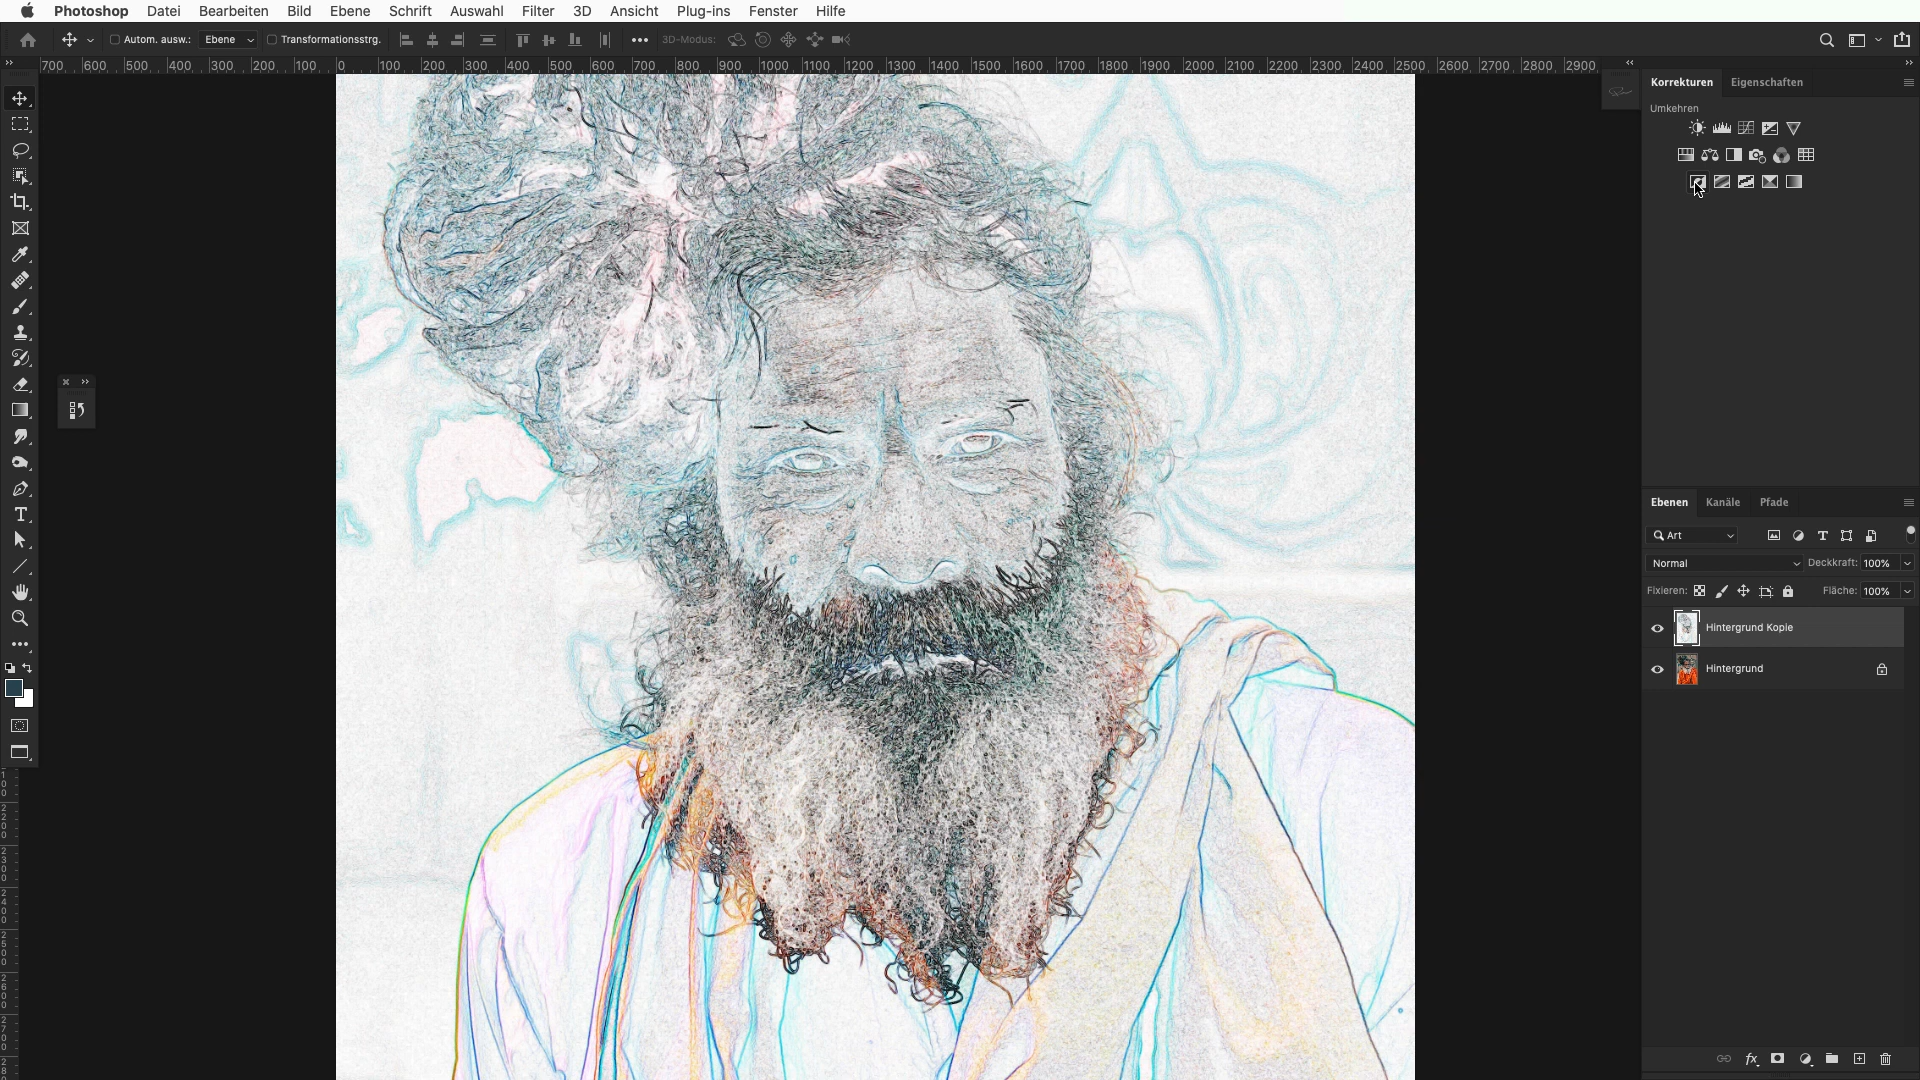 Photoshop Datei Bearbeiten Bild Ebene Schrift Auswahl Filter 3D Ansicht Plug-ins Fenster Hilfe
Autom. ausw.: Ebene Transformationsstrg. 3D-Modus:
700 600 500 400 300 200 100 0 100 200 300 400 500 600 700 800 900 1000 1100 1200 1300 1400 1500 1600 1700 1800 1900 2000 2100 2200 2300 2400 2500 2600 2700 2800 2900
Korrekturen Eigenschaften
Umkehren
Ebenen Kanäle Pfade
Art
Normal Deckkraft: 100%
Fixieren: Fläche: 100%
Hintergrund Kopie
Hintergrund